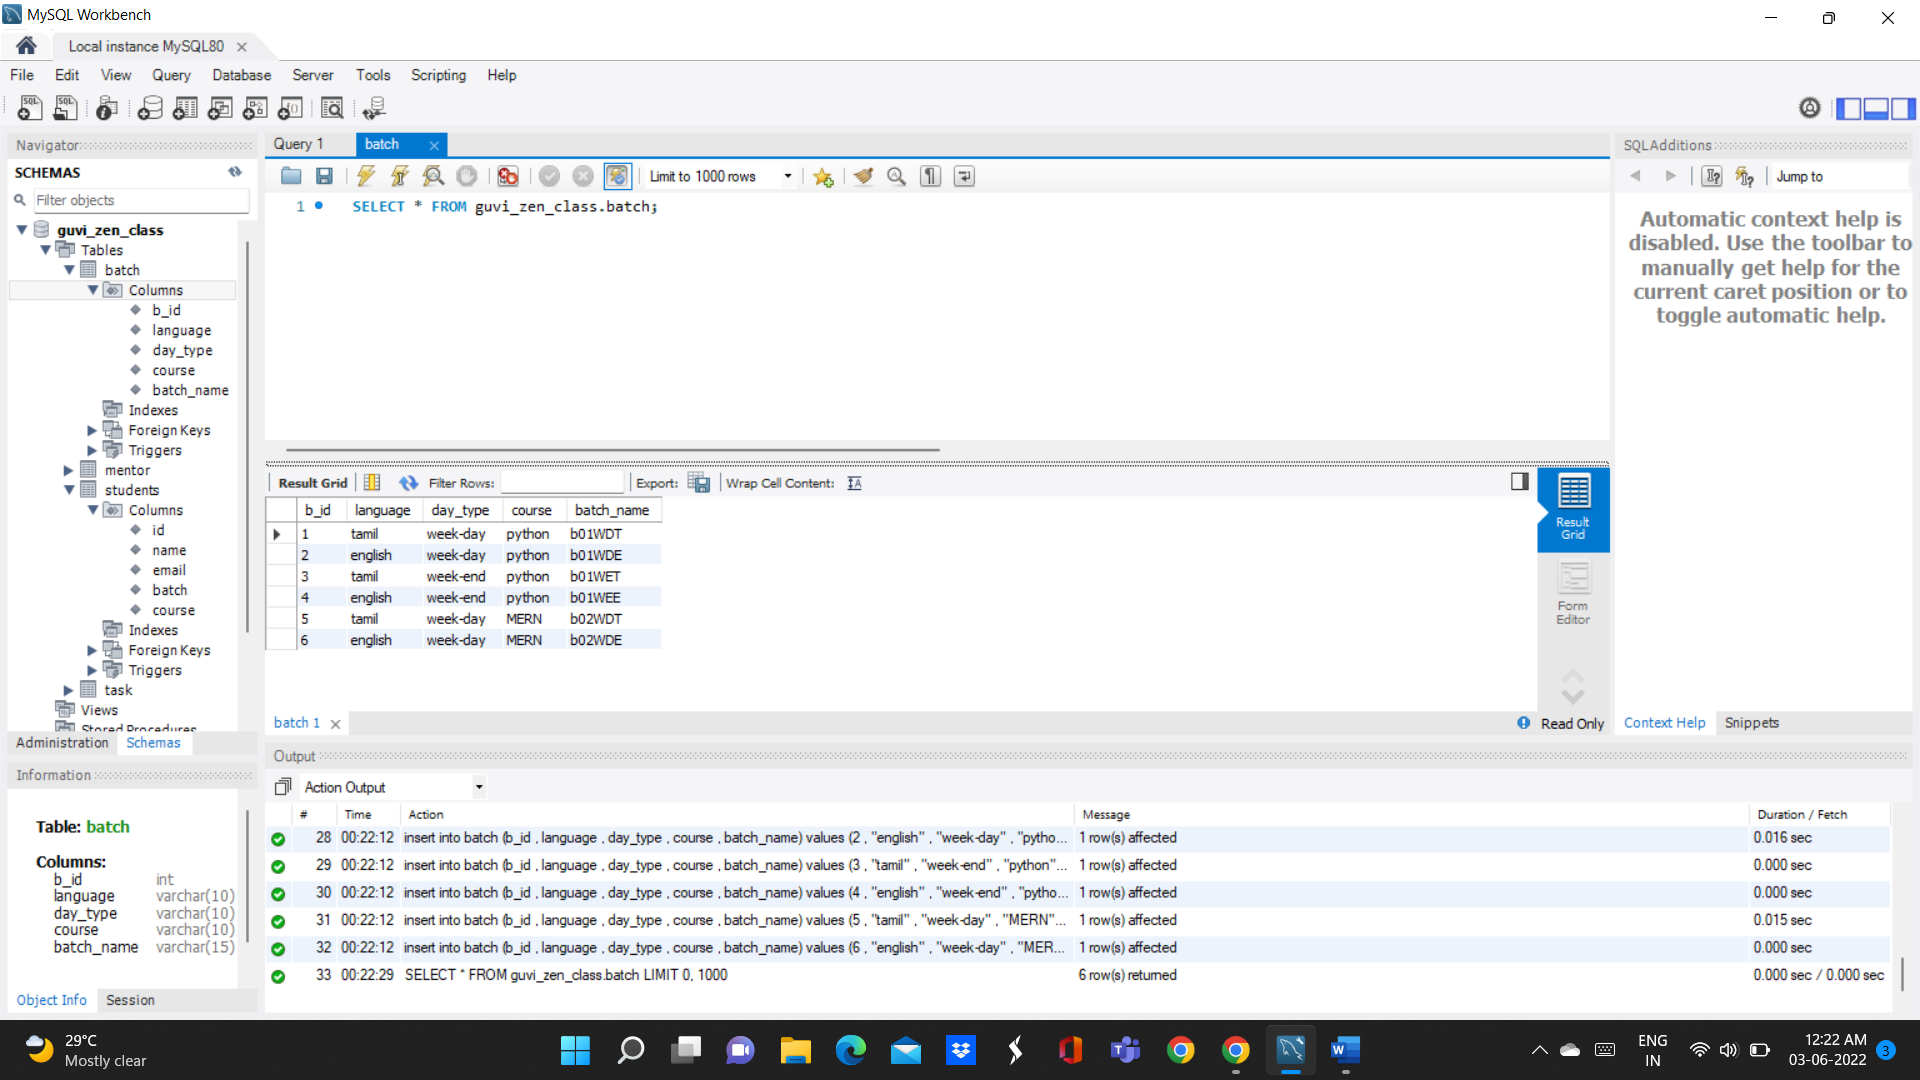 MySQL Workbench
Local instance MySQL80
File Edit View Query Database Server Tools Scripting Help
Navigator
SCHEMAS
Filter objects
guvi_zen_class
Tables
batch
Columns
b_id
language
day_type
course
batch_name
Indexes
Foreign Keys
Triggers
mentor
students
Columns
id
name
email
batch
course
Indexes
Foreign Keys
Triggers
task
Views
Stored Procedures
Administration Schemas
Information
Table: batch
Columns:
b_id int
language varchar(10)
day_type varchar(10)
course varchar(10)
batch_name varchar(15)
Object Info Session
Query 1 batch
Limit to 1000 rows
1 SELECT * FROM guvi_zen_class.batch;
Result Grid Filter Rows: Export: Wrap Cell Content:
b_id language day_type course batch_name
1 tamil week-day python b01WDT
2 english week-day python b01WDE
3 tamil week-end python b01WET
4 english week-end python b01WEE
5 tamil week-day MERN b02WDT
6 english week-day MERN b02WDE
Result
Grid
Form
Editor
batch 1
Read Only
SQLAdditions
Jump to
Automatic context help is
disabled. Use the toolbar to
manually get help for the
current caret position or to
toggle automatic help.
Context Help Snippets
Output
Action Output
# Time Action Message Duration / Fetch
28 00:22:12 insert into batch (b_id , language , day_type , course , batch_name) values (2 , "english" , "week-day" , "pytho... 1 row(s) affected 0.016 sec
29 00:22:12 insert into batch (b_id , language , day_type , course , batch_name) values (3 , "tamil" , "week-end" , "python"... 1 row(s) affected 0.000 sec
30 00:22:12 insert into batch (b_id , language , day_type , course , batch_name) values (4 , "english" , "week-end" , "pytho... 1 row(s) affected 0.000 sec
31 00:22:12 insert into batch (b_id , language , day_type , course , batch_name) values (5 , "tamil" , "week-day" , "MERN"... 1 row(s) affected 0.015 sec
32 00:22:12 insert into batch (b_id , language , day_type , course , batch_name) values (6 , "english" , "week-day" , "MER... 1 row(s) affected 0.000 sec
33 00:22:29 SELECT * FROM guvi_zen_class.batch LIMIT 0, 1000 6 row(s) returned 0.000 sec / 0.000 sec
29°C
Mostly clear
ENG
IN
12:22 AM
03-06-2022
3